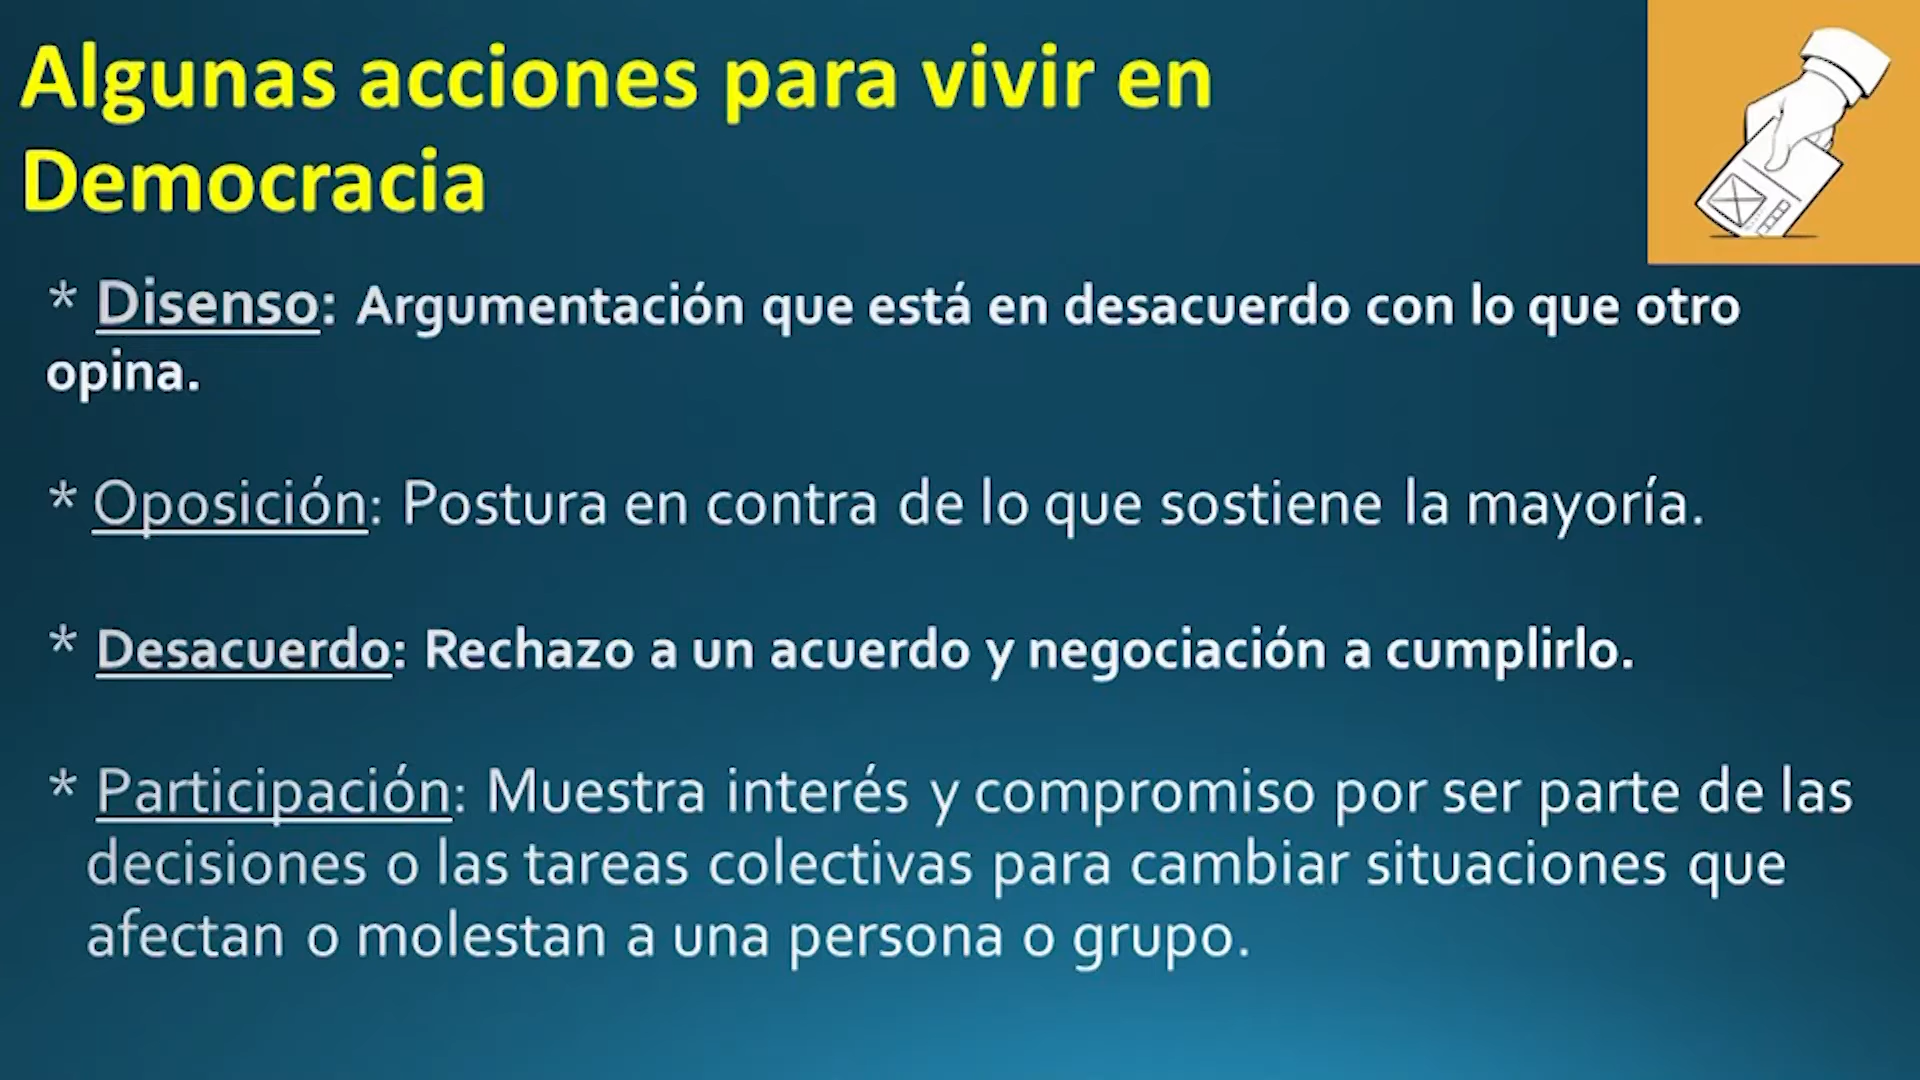 Algunas acciones para vivir en
Democracia
* Disenso: Argumentación que está en desacuerdo con lo que otro
opina.
* Oposición: Postura en contra de lo que sostiene la mayoría.
* Desacuerdo: Rechazo a un acuerdo y negociación a cumplirlo.
* Participación: Muestra interés y compromiso por ser parte de las
decisiones o las tareas colectivas para cambiar situaciones que
afectan o molestan a una persona o grupo.